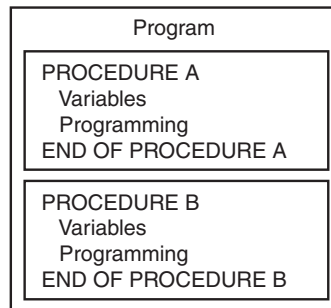 Program
PROCEDURE A
Variables
Programming
END OF PROCEDURE A
PROCEDURE B
Variables
Programming
END OF PROCEDURE B